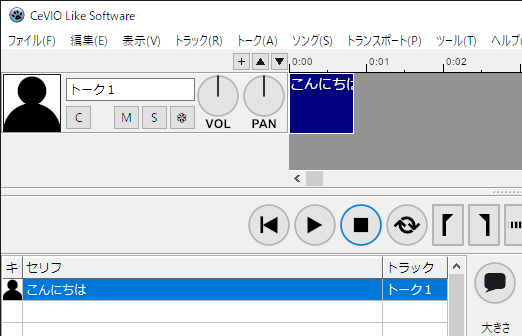 CeVIO Like Software
ファイル(F) 編集(E) 表示(V) トラック(R) トーク(A) ソング(S) トランスポート(P) ツール(T) ヘルプ(
+ ▲ ▼ 0:00 0:01 0:02
トーク1
こんにちは
C M S
VOL PAN
キ セリフ トラック
こんにちは トーク1
大きさ